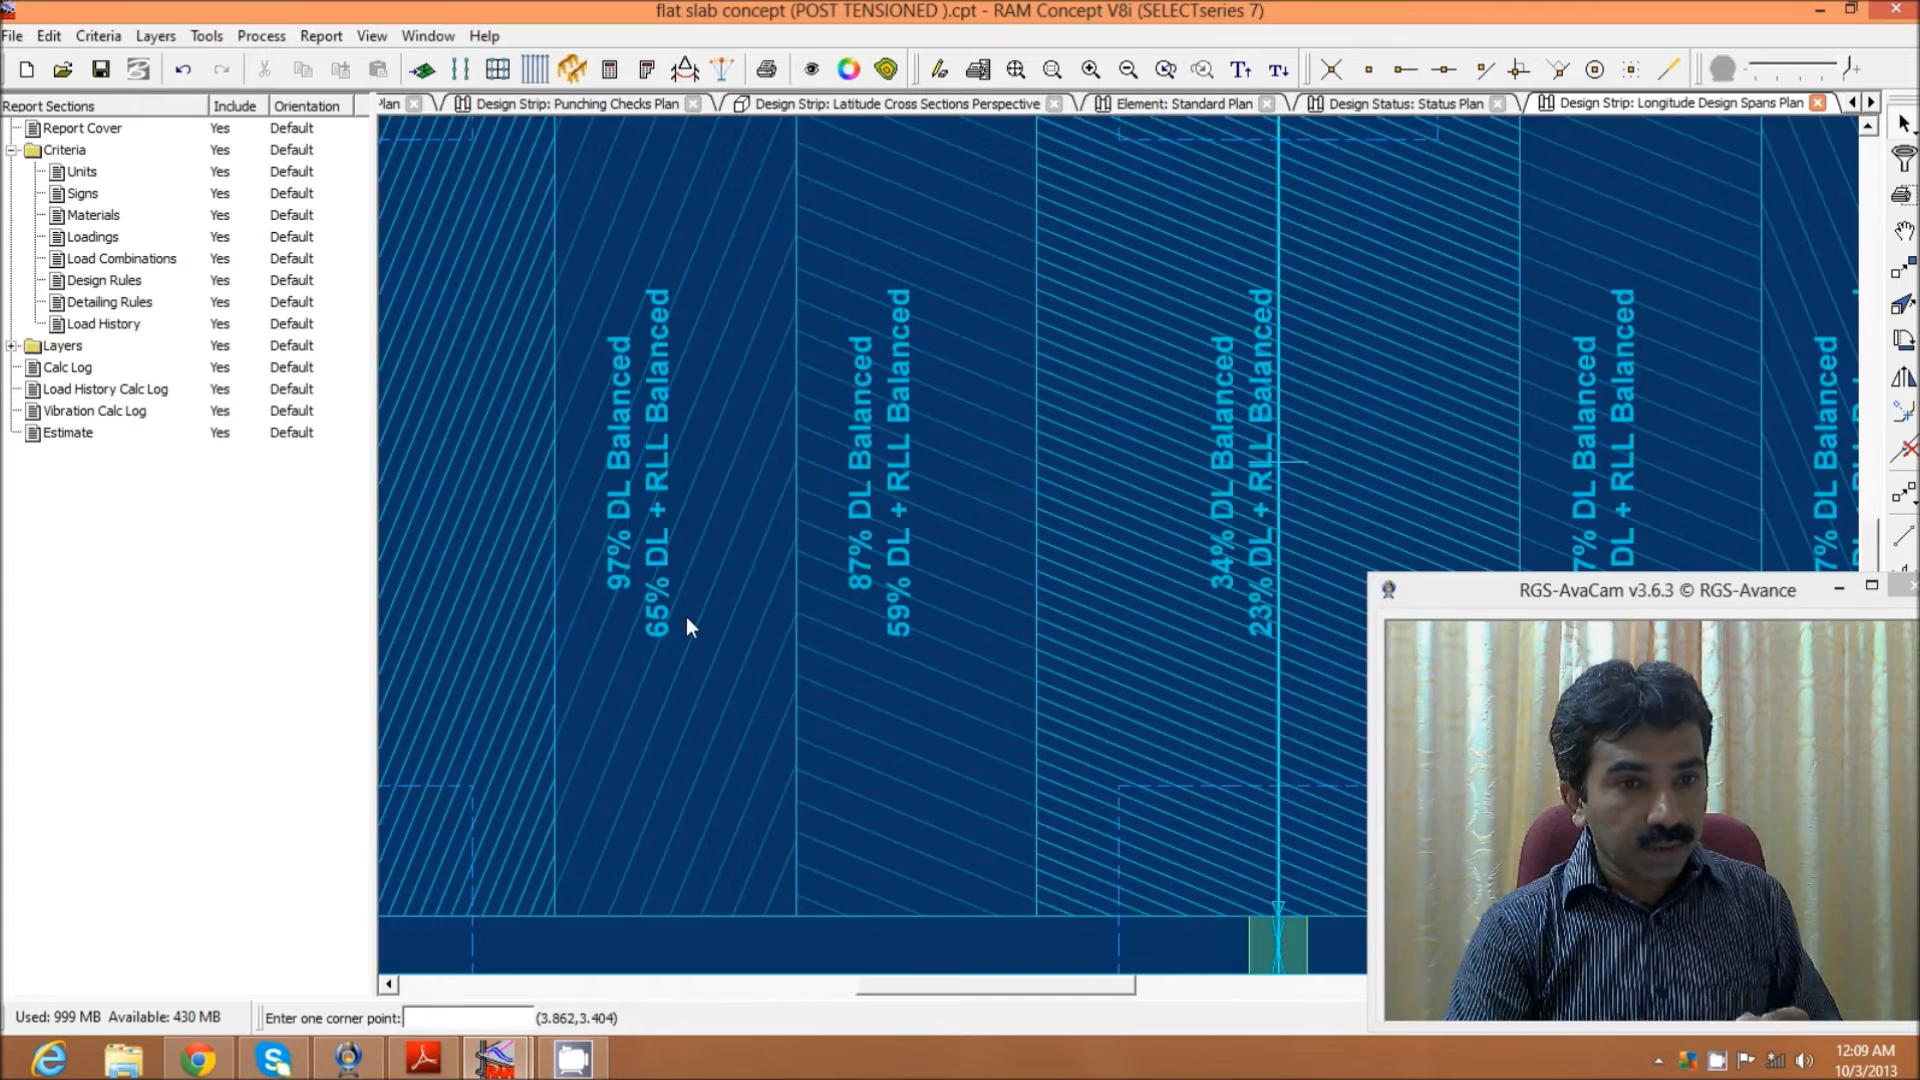 flat slab concept (POST TENSIONED ).cpt - RAM Concept V8i (SELECTseries 7)
File Edit Criteria Layers Tools Process Report View Window Help
Report Sections Include Orientation
Plan Design Strip: Punching Checks Plan Design Strip: Latitude Cross Sections Perspective Element: Standard Plan Design Status: Status Plan Design Strip: Longitude Design Spans Plan
Report Cover Yes Default
Criteria Yes Default
Units Yes Default
Signs Yes Default
Materials Yes Default
Loadings Yes Default
Load Combinations Yes Default
Design Rules Yes Default
Detailing Rules Yes Default
Load History Yes Default
Layers Yes Default
Calc Log Yes Default
Load History Calc Log Yes Default
Vibration Calc Log Yes Default
Estimate Yes Default
97% DL Balanced
65% DL + RLL Balanced
87% DL Balanced
59% DL + RLL Balanced
34% DL Balanced
23% DL + RLL Balanced
7% DL Balanced
DL + RLL Balanced
7% DL Balanced
RGS-AvaCam v3.6.3 © RGS-Avance
Used: 999 MB Available: 430 MB Enter one corner point: (3.862,3.404)
RAM
12:09 AM
10/3/2013